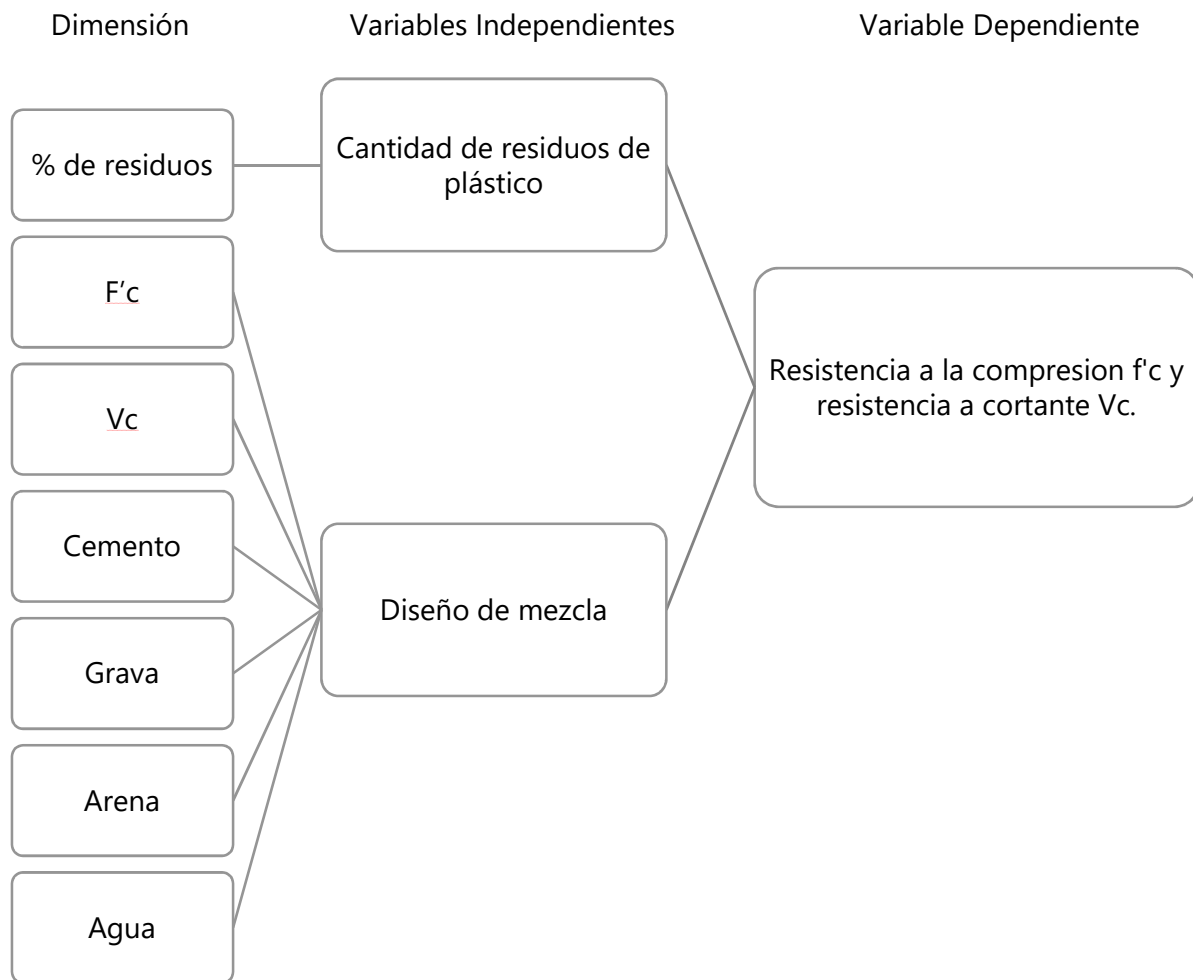 Dimensión
Variables Independientes
Variable Dependiente
% de residuos
Cantidad de residuos de
plástico
F’c
Vc
Cemento
Grava
Arena
Agua
Diseño de mezcla
Resistencia a la compresion f'c y
resistencia a cortante Vc.